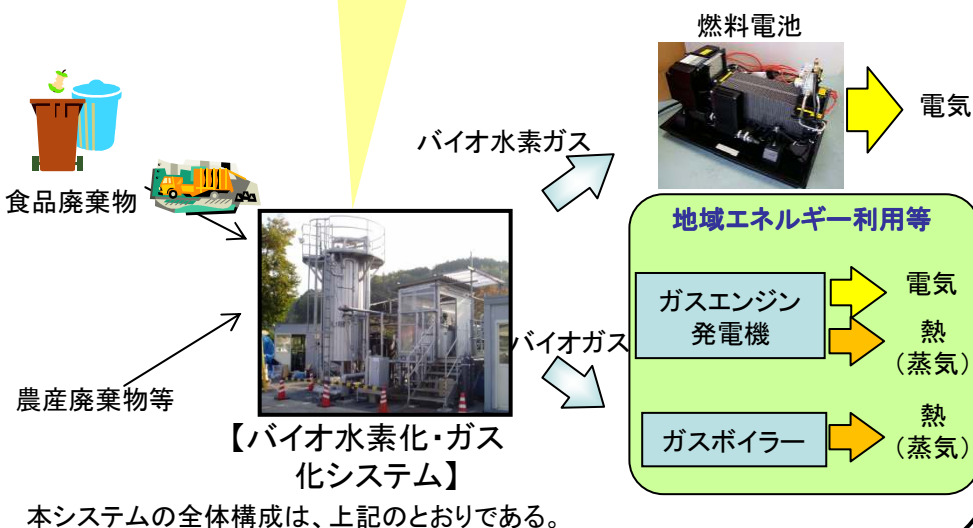 燃料電池
電気
バイオ水素ガス
食品廃棄物
地域エネルギー利用等
ガスエンジン
発電機
電気
熱
(蒸気)
バイオガス
農産廃棄物等
ガスボイラー
熱
(蒸気)
【バイオ水素化・ガス
化システム】
本システムの全体構成は、上記のとおりである。